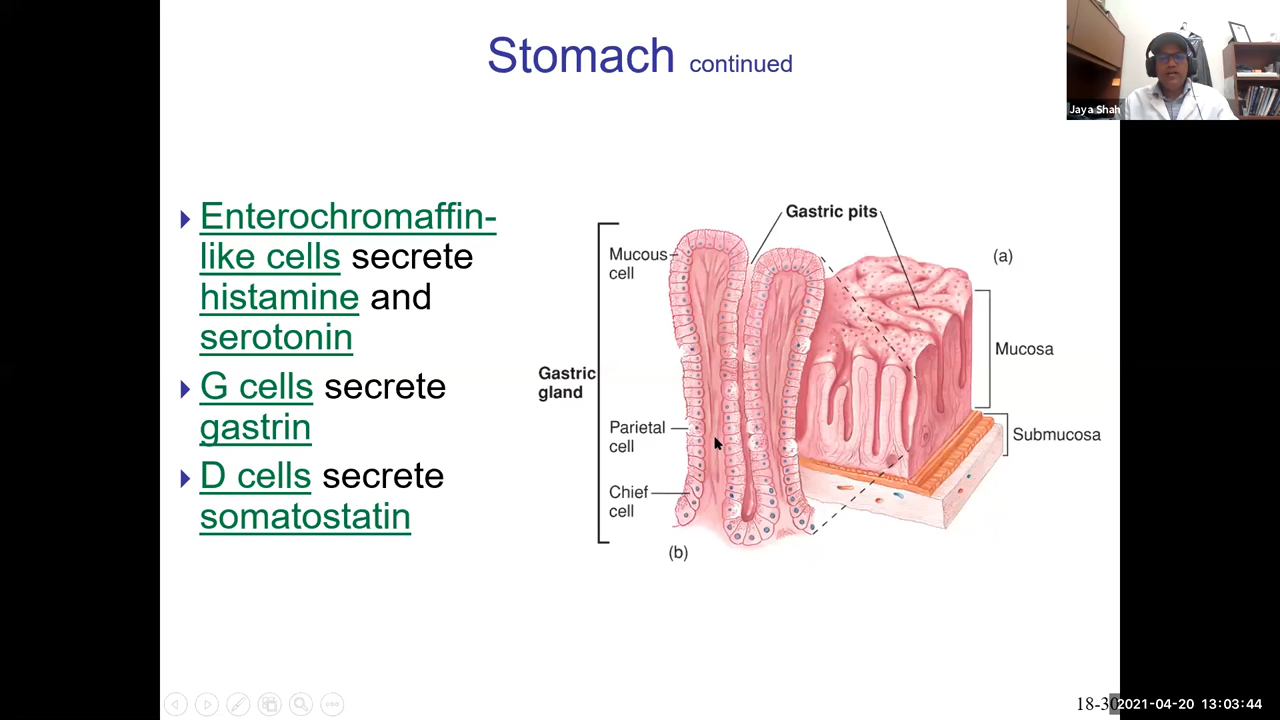 Stomach continued
Jaya Shah
Enterochromaffin-
like cells secrete
histamine and
serotonin
G cells secrete
gastrin
D cells secrete
somatostatin
Gastric pits
(a)
Mucous
cell
Mucosa
Gastric
gland
Parietal
cell
Submucosa
Chief
cell
(b)
18-30
2021-04-20 13:03:44